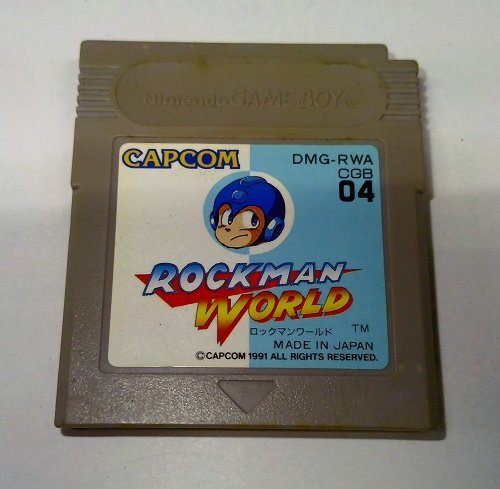 Nintendo GAME BOY TM
CAPCOM
DMG-RWA
CGB
04
ROCKMAN
WORLD
ロックマンワールド TM
MADE IN JAPAN
©CAPCOM 1991 ALL RIGHTS RESERVED.